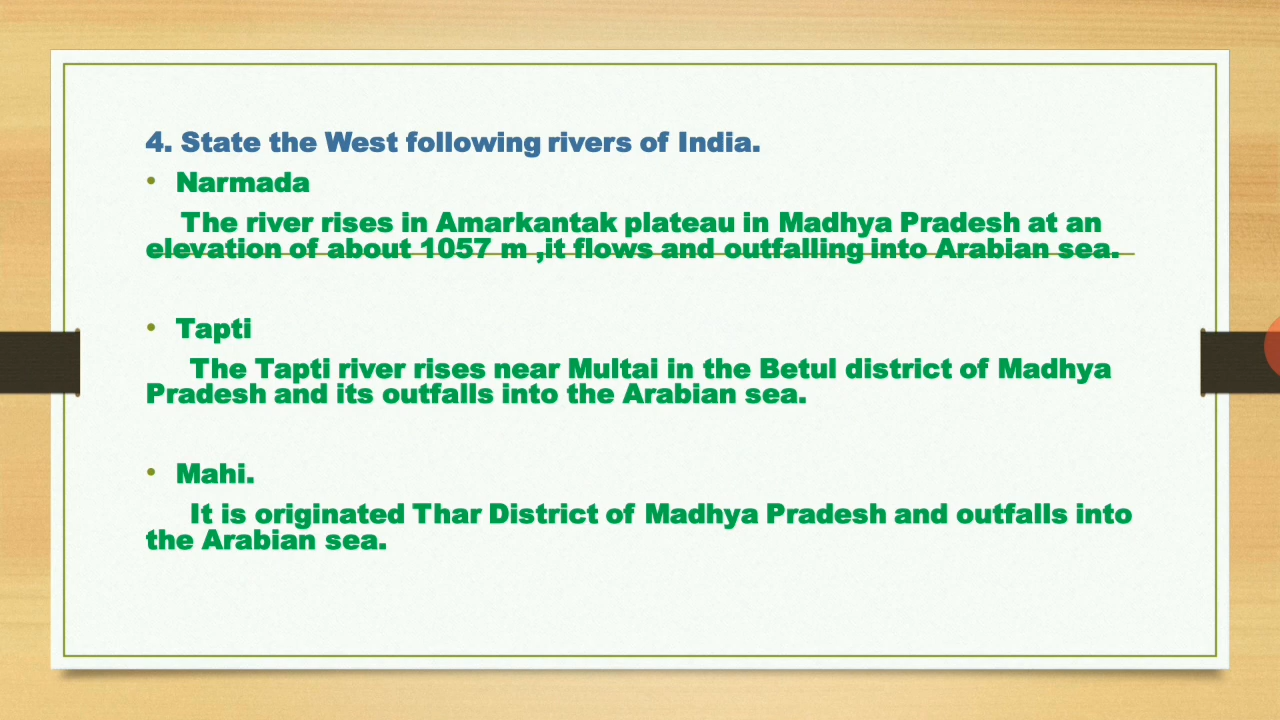 4. State the West following rivers of India.
• Narmada
The river rises in Amarkantak plateau in Madhya Pradesh at an
elevation of about 1057 m ,it flows and outfalling into Arabian sea.
• Tapti
The Tapti river rises near Multai in the Betul district of Madhya
Pradesh and its outfalls into the Arabian sea.
• Mahi.
It is originated Thar District of Madhya Pradesh and outfalls into
the Arabian sea.